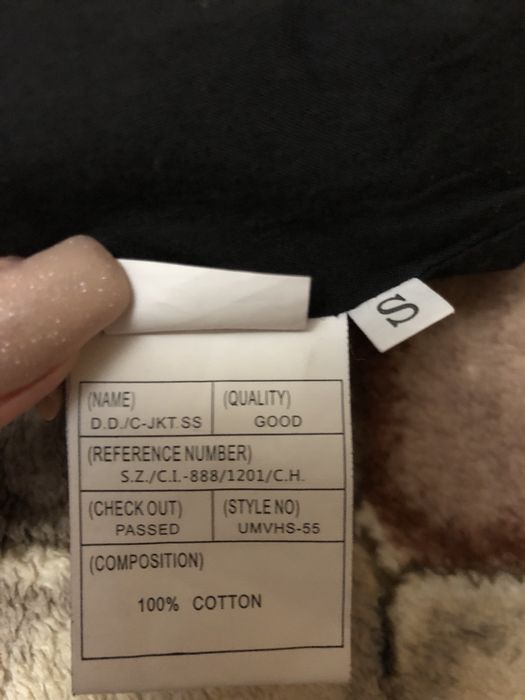 S
(NAME)
D.D./C-JKT.SS
(QUALITY)
GOOD
(REFERENCE NUMBER)
S.Z./C.I.-888/1201/C.H.
(CHECK OUT)
PASSED
(STYLE NO)
UMVHS-55
(COMPOSITION)
100% COTTON